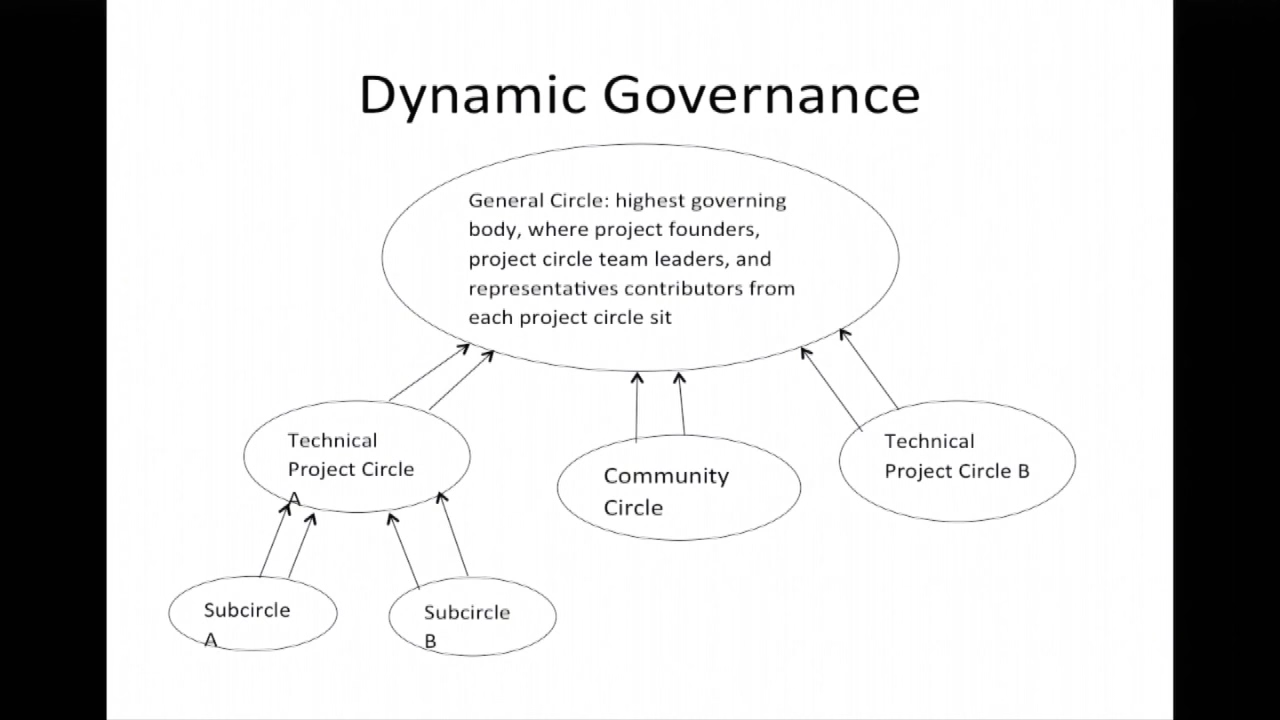 Dynamic Governance
General Circle: highest governing
body, where project founders,
project circle team leaders, and
representatives contributors from
each project circle sit
Technical
Project Circle
A
Community
Circle
Technical
Project Circle B
Subcircle
A
Subcircle
B